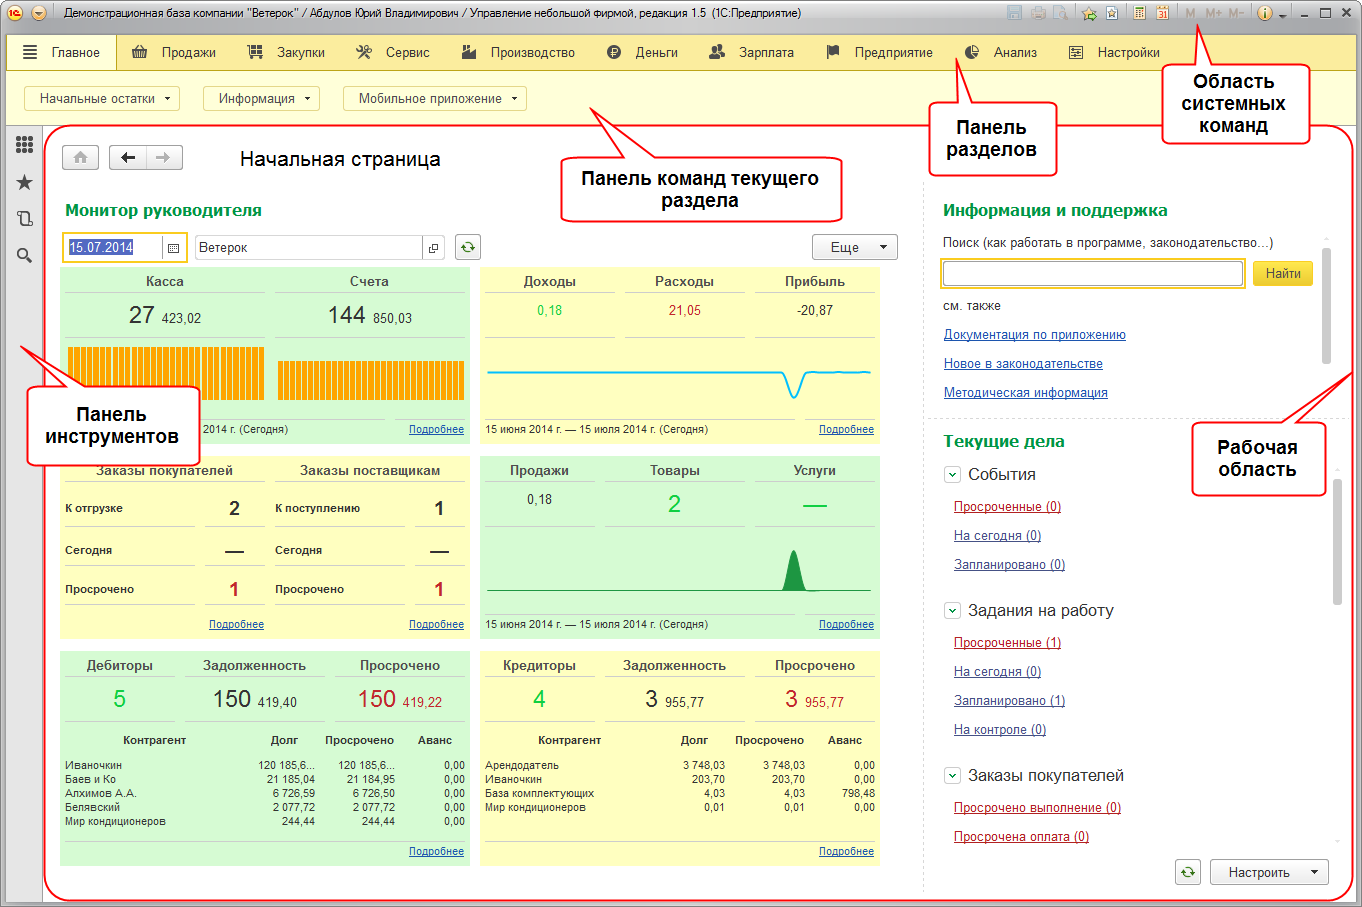 Демонстрационная база компании "Ветерок" / Абдулов Юрий Владимирович / Управление небольшой фирмой, редакция 1.5 (1С:Предприятие)
M M+ M-
Главное Продажи Закупки Сервис Производство Деньги Зарплата Предприятие Анализ Настройки
Начальные остатки Информация Мобильное приложение
Область системных команд
Панель разделов
Панель команд текущего раздела
Начальная страница
Монитор руководителя
15.07.2014 Ветерок Еще
Касса Счета
27 423,02 144 850,03
2014 г. (Сегодня) Подробнее
Панель инструментов
Доходы Расходы Прибыль
0,18 21,05 -20,87
15 июня 2014 г. — 15 июля 2014 г. (Сегодня) Подробнее
Заказы покупателей Заказы поставщикам
К отгрузке 2 К поступлению 1
Сегодня — Сегодня —
Просрочено 1 Просрочено 1
Подробнее Подробнее
Продажи Товары Услуги
0,18 2 —
15 июня 2014 г. — 15 июля 2014 г. (Сегодня) Подробнее
Дебиторы Задолженность Просрочено
5 150 419,40 150 419,22
Контрагент Долг Просрочено Аванс
Иваночкин 120 185,6... 120 185,6... 0,00
Баев и Ко 21 185,04 21 184,95 0,00
Алхимов А.А. 6 726,59 6 726,50 0,00
Белявский 2 077,72 2 077,72 0,00
Мир кондиционеров 244,44 244,44 0,00
Подробнее
Кредиторы Задолженность Просрочено
4 3 955,77 3 955,77
Контрагент Долг Просрочено Аванс
Арендодатель 3 748,03 3 748,03 0,00
Иваночкин 203,70 203,70 0,00
База комплектующих 4,03 4,03 798,48
Мир кондиционеров 0,01 0,01 0,00
Подробнее
Информация и поддержка
Поиск (как работать в программе, законодательство...)
Найти
см. также
Документация по приложению
Новое в законодательстве
Методическая информация
Рабочая область
Текущие дела
События
Просроченные (0)
На сегодня (0)
Запланировано (0)
Задания на работу
Просроченные (1)
На сегодня (0)
Запланировано (1)
На контроле (0)
Заказы покупателей
Просрочено выполнение (0)
Просрочена оплата (0)
Настроить